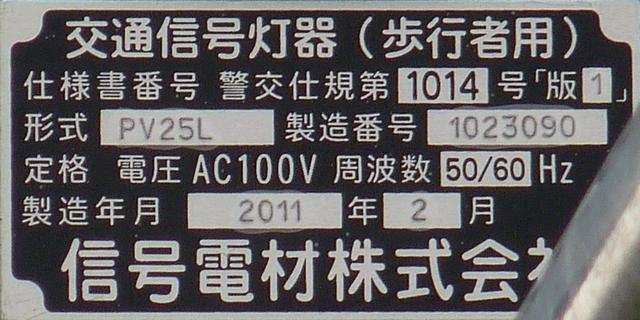 交通信号灯器(歩行者用)
仕様書番号 警交仕規第 1014 号「版1」
形式 PV25L 製造番号 1023090
定格 電圧 AC100V 周波数 50/60 Hz
製造年月 2011 年 2 月
信号電材株式会